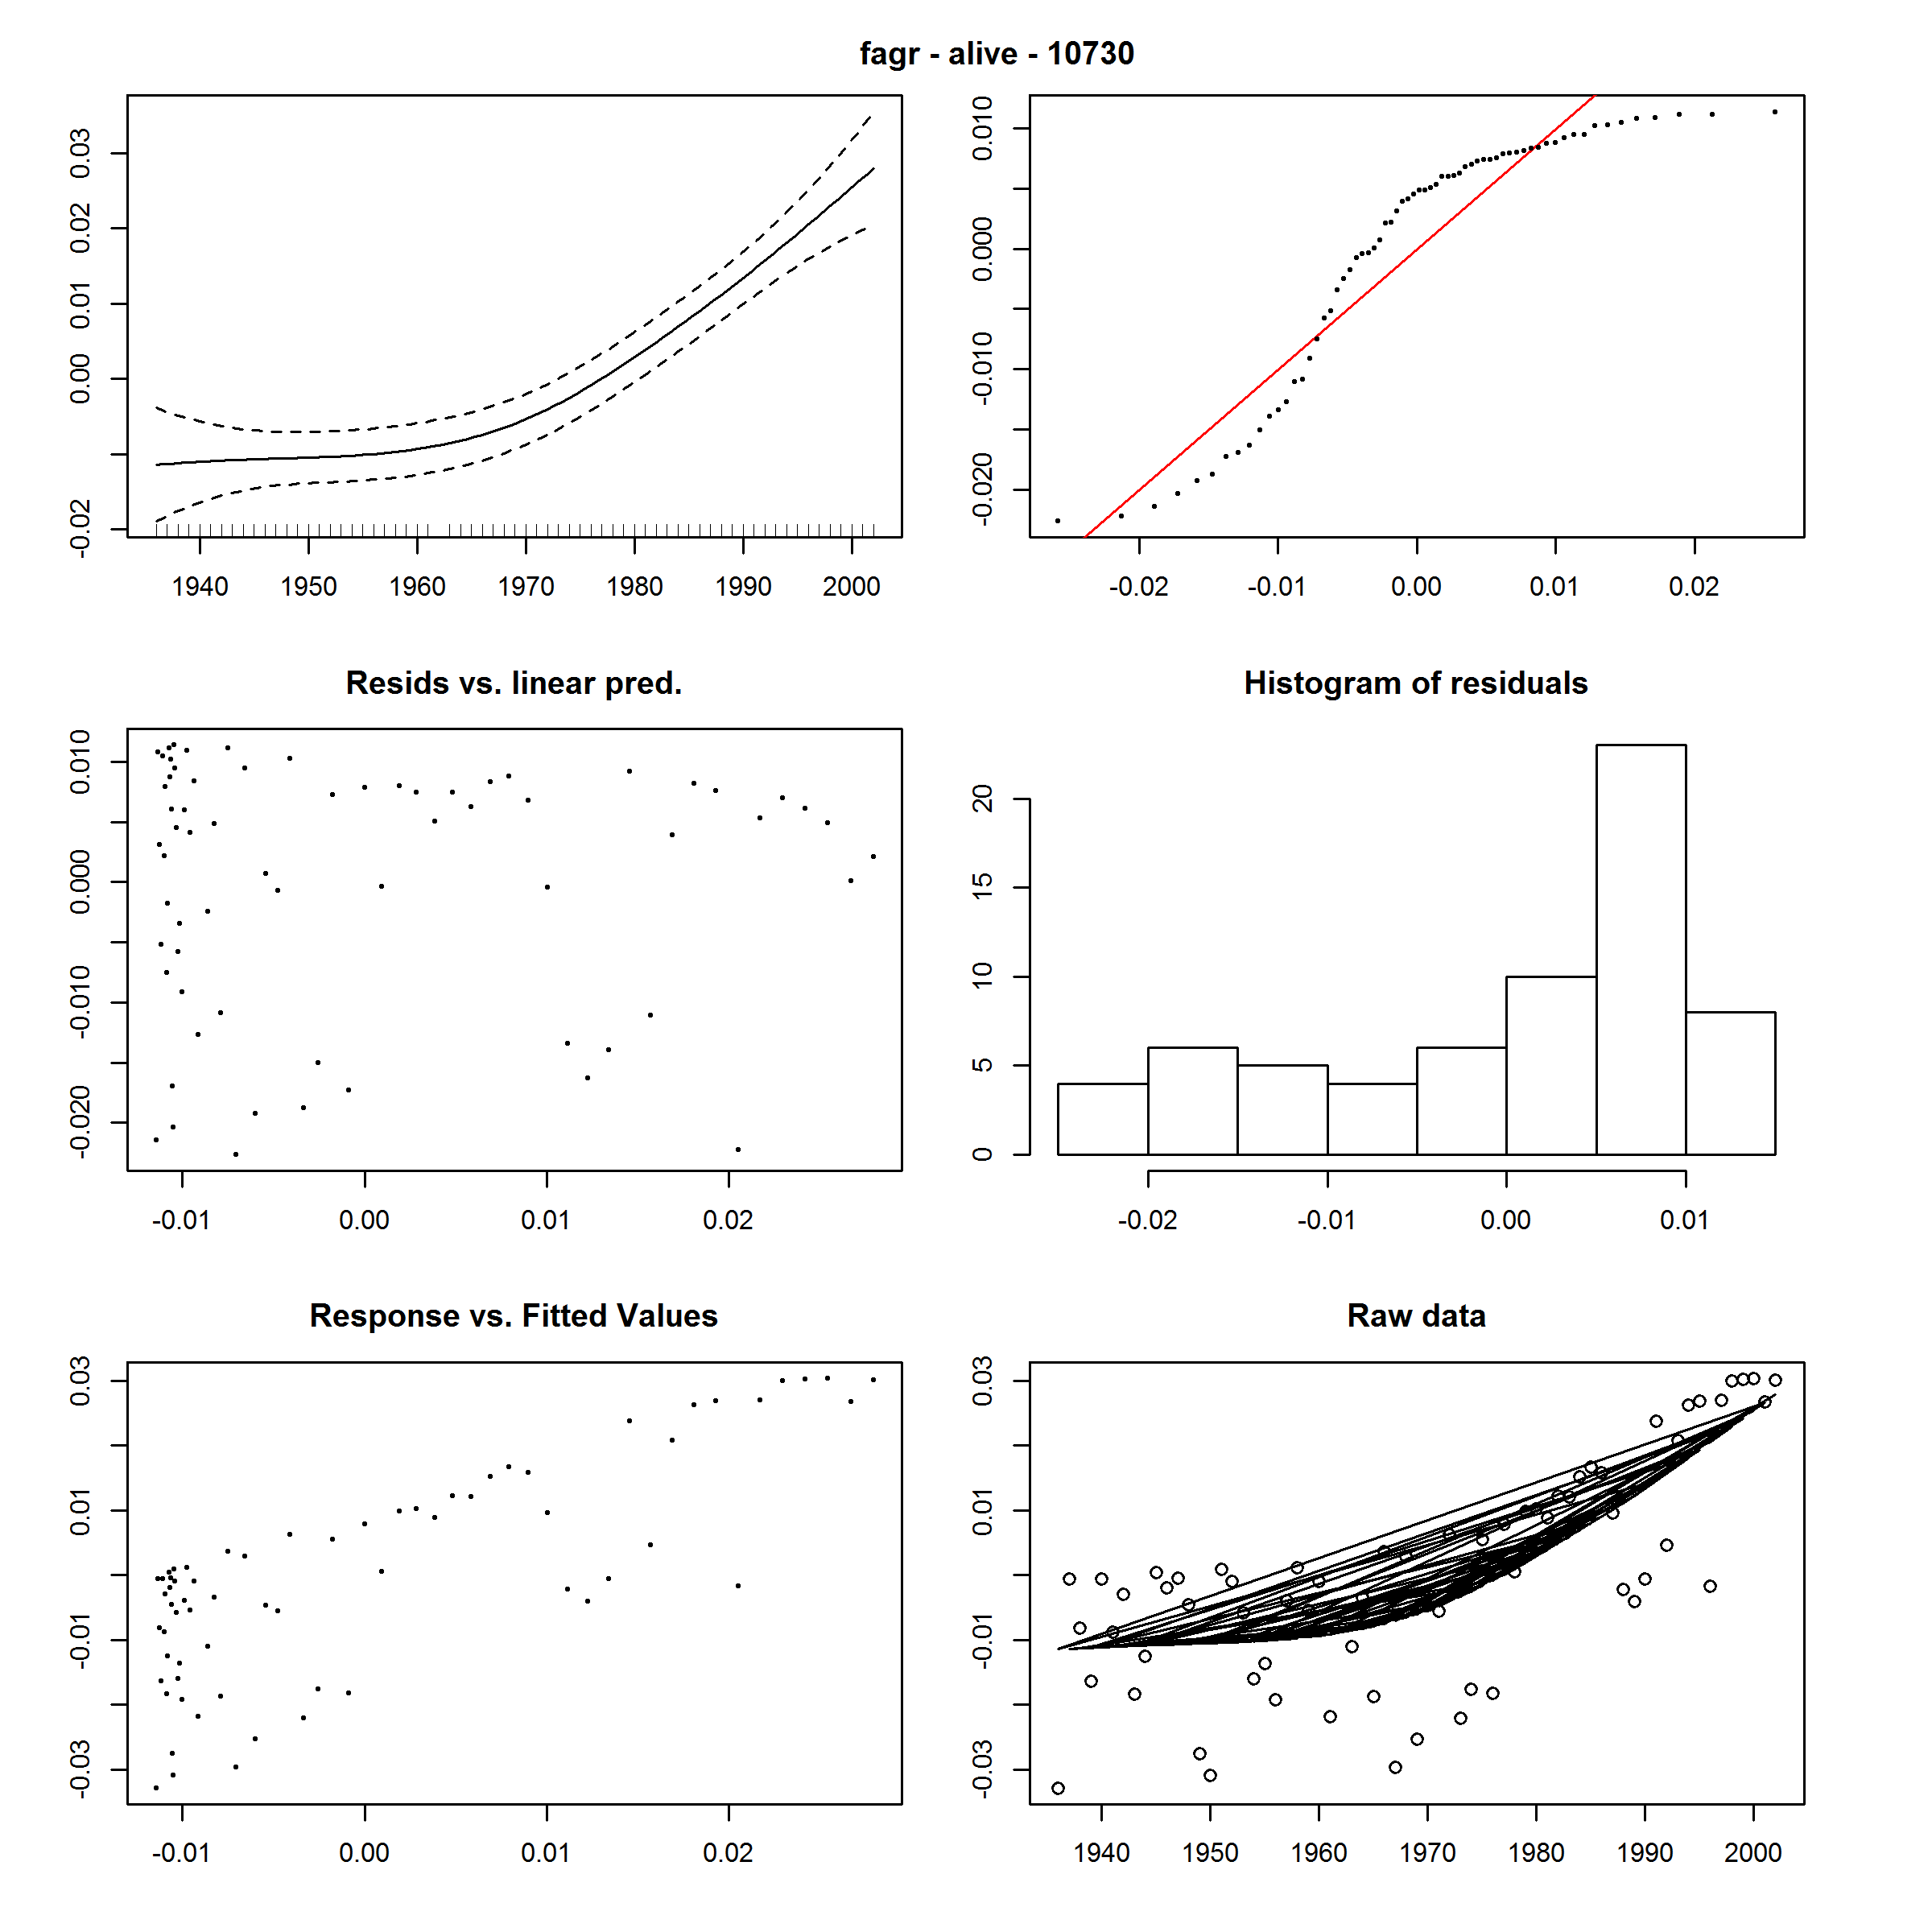 fagr - alive - 10730
-0.02 0.00 0.01 0.02 0.03
1940 1950 1960 1970 1980 1990 2000
-0.020 -0.010 0.000 0.010
-0.02 -0.01 0.00 0.01 0.02
Resids vs. linear pred.
-0.020 -0.010 0.000 0.010
-0.01 0.00 0.01 0.02
Histogram of residuals
0 5 10 15 20
-0.02 -0.01 0.00 0.01
Response vs. Fitted Values
-0.03 -0.01 0.01 0.03
-0.01 0.00 0.01 0.02
Raw data
-0.03 -0.01 0.01 0.03
1940 1950 1960 1970 1980 1990 2000